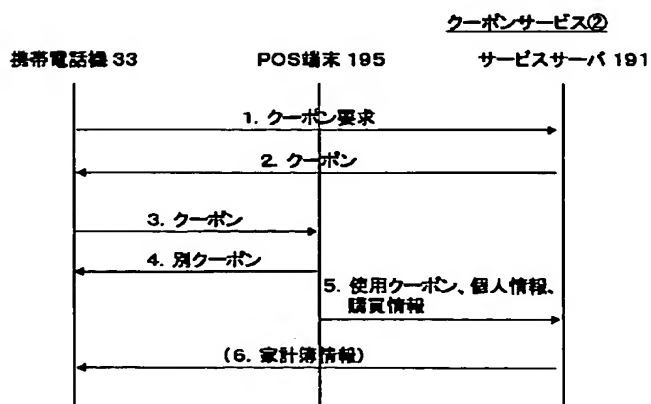 クーポンサービス②
携帯電話機 33 POS端末 195 サービスサーバ 191
1. クーポン要求
2. クーポン
3. クーポン
4. 別クーポン
5. 使用クーポン、個人情報、
購買情報
(6. 家計簿情報)